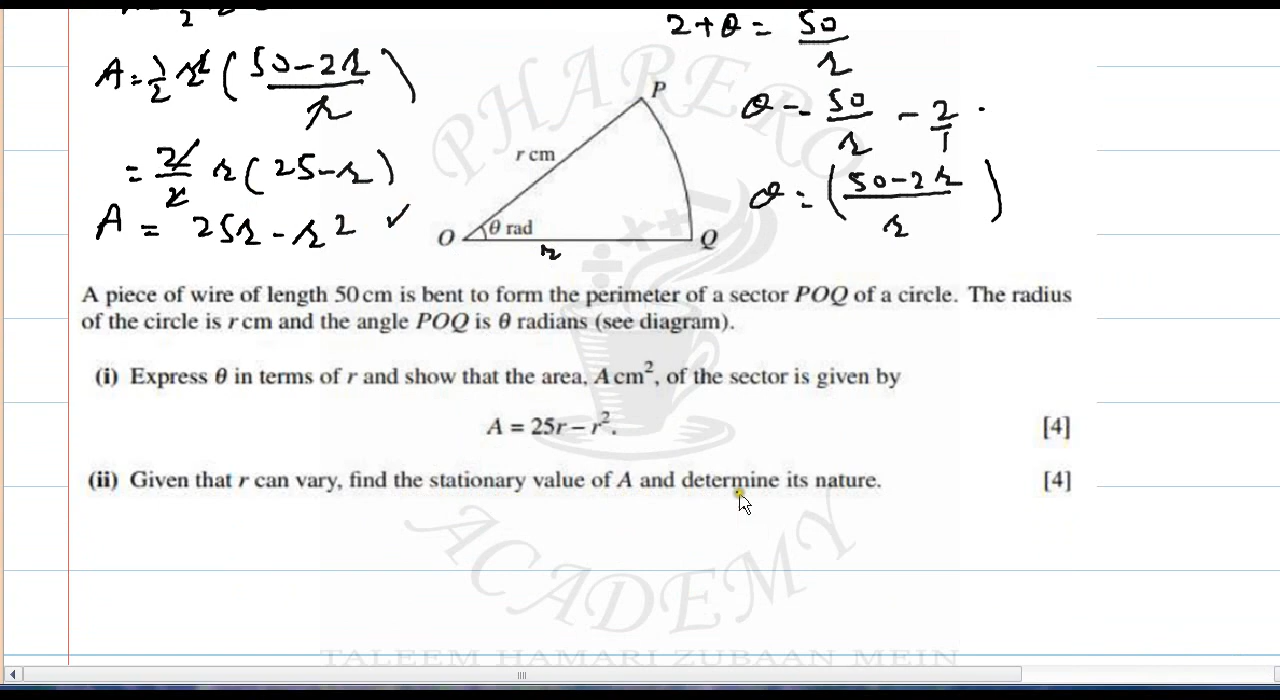 2 + θ = 50/r
A = 1/2 r² ( 50 - 2r / r )
θ = 50/r - 2/1
= 2/2 r ( 25 - r )
θ = ( 50 - 2r / r )
A = 25r - r² ✓
P
r cm
O
θ rad
r
Q
A piece of wire of length 50 cm is bent to form the perimeter of a sector POQ of a circle. The radius
of the circle is r cm and the angle POQ is θ radians (see diagram).
(i) Express θ in terms of r and show that the area, A cm², of the sector is given by
A = 25r – r². [4]
(ii) Given that r can vary, find the stationary value of A and determine its nature. [4]
PHARERO
ACADEMY
TALEEM HAMARI ZUBAAN MEIN